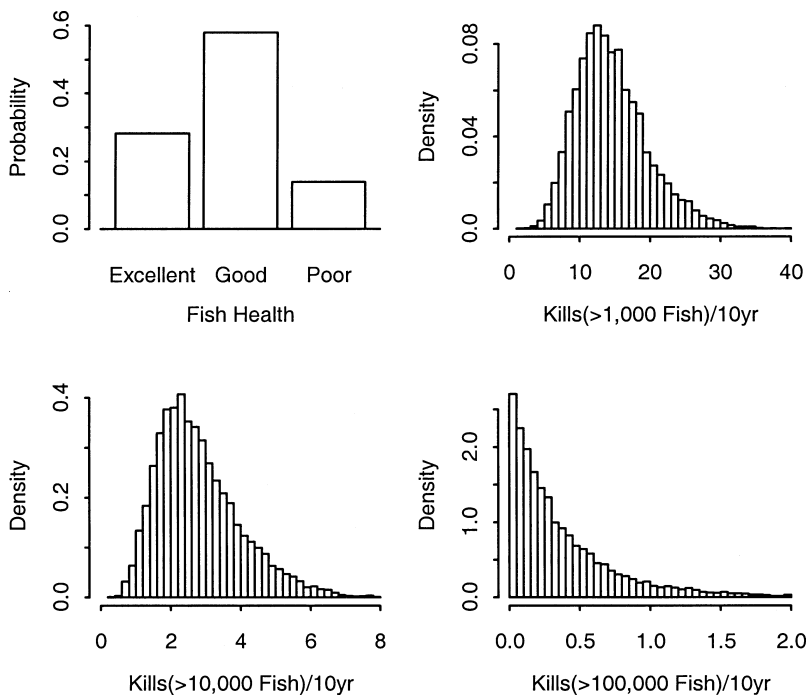 Probability
0.0 0.2 0.4 0.6
Excellent Good Poor
Fish Health
Density
0.0 0.04 0.08
0 10 20 30 40
Kills(>1,000 Fish)/10yr
Density
0.0 0.2 0.4
0 2 4 6 8
Kills(>10,000 Fish)/10yr
Density
0.0 1.0 2.0
0.0 0.5 1.0 1.5 2.0
Kills(>100,000 Fish)/10yr